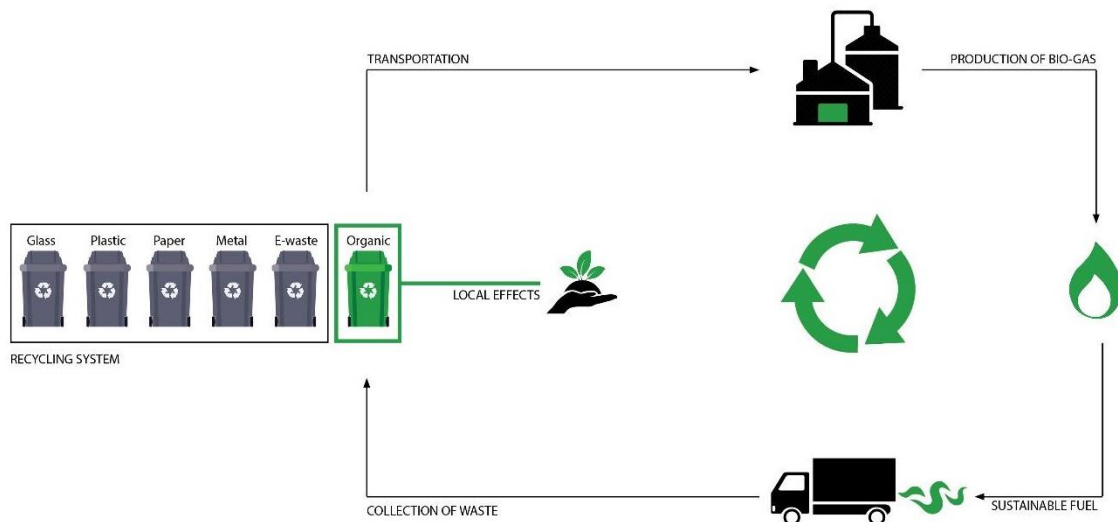 TRANSPORTATION
PRODUCTION OF BIO-GAS
Glass
Plastic
Paper
Metal
E-waste
Organic
LOCAL EFFECTS
RECYCLING SYSTEM
COLLECTION OF WASTE
SUSTAINABLE FUEL